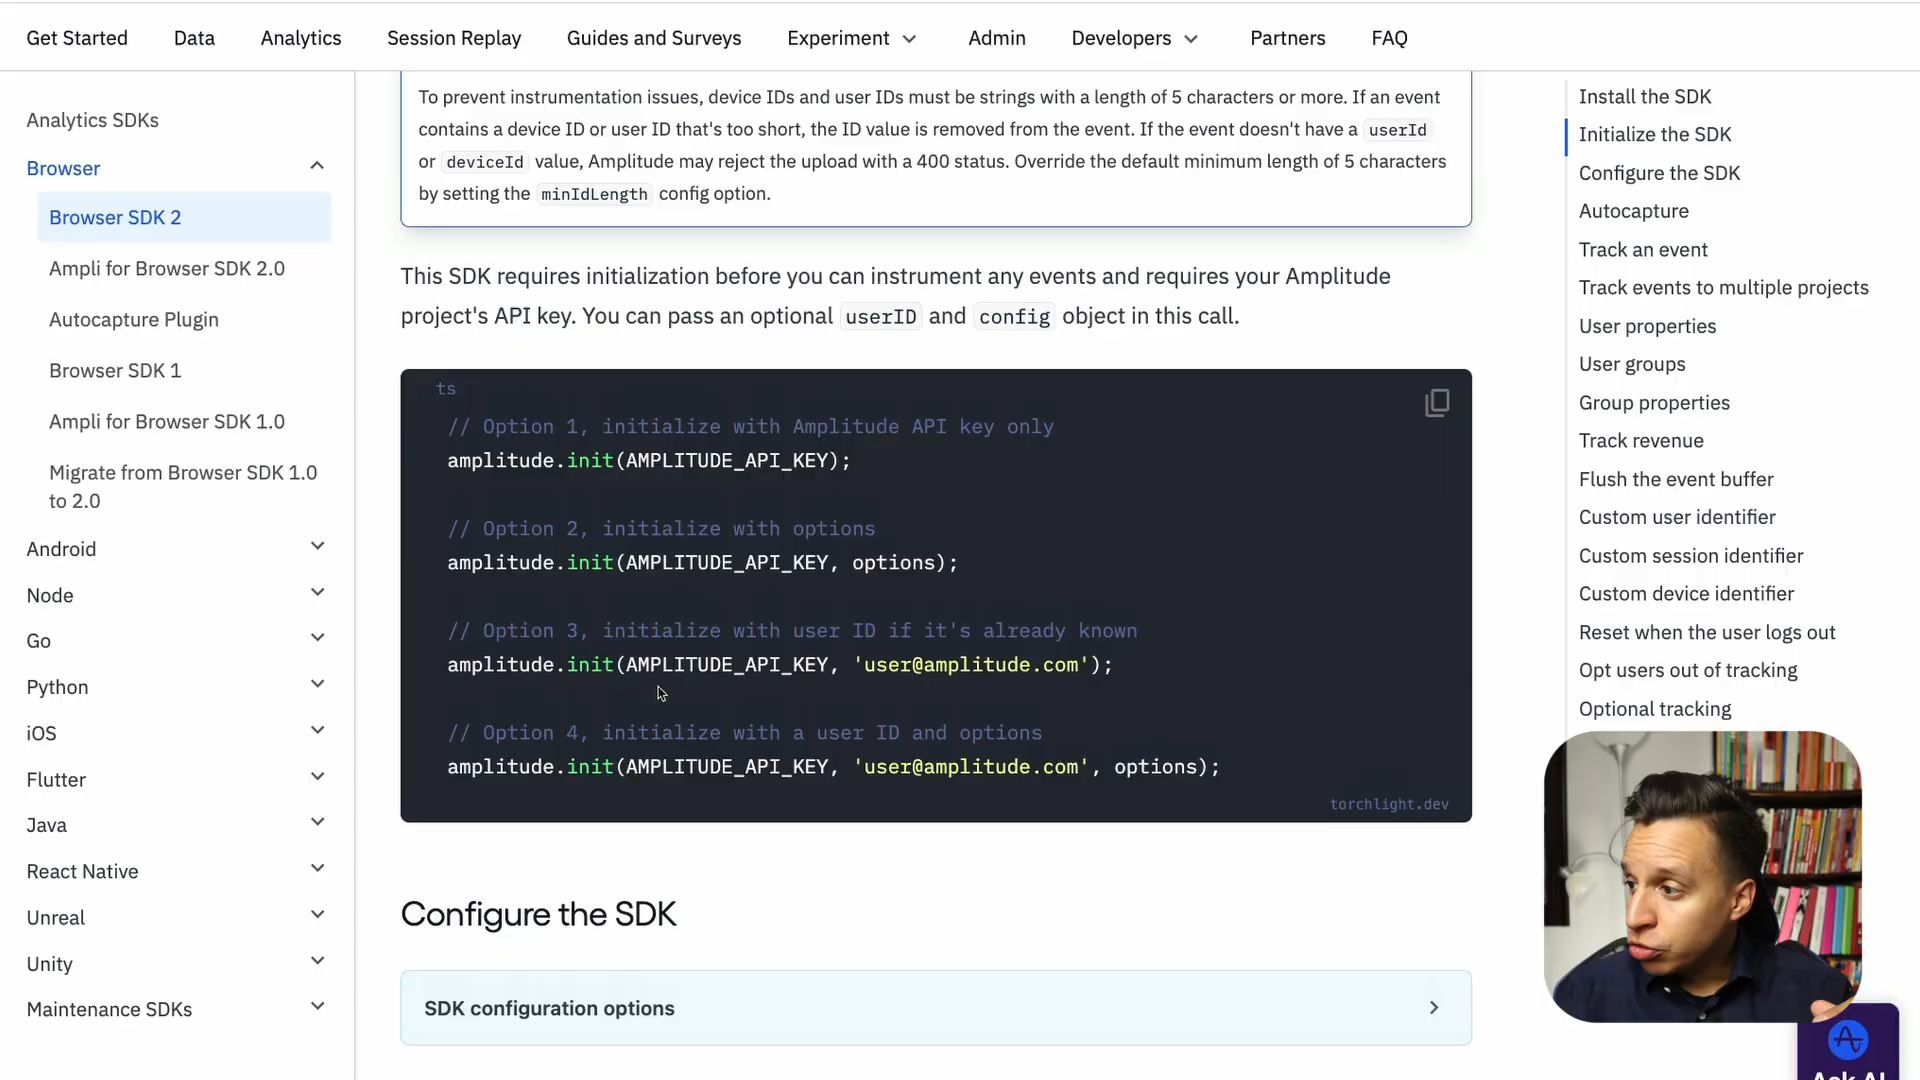 Get Started
Data
Analytics
Session Replay
Guides and Surveys
Experiment
Admin
Developers
Partners
FAQ
Analytics SDKs
Browser
Browser SDK 2
Ampli for Browser SDK 2.0
Autocapture Plugin
Browser SDK 1
Ampli for Browser SDK 1.0
Migrate from Browser SDK 1.0
to 2.0
Android
Node
Go
Python
iOS
Flutter
Java
React Native
Unreal
Unity
Maintenance SDKs
To prevent instrumentation issues, device IDs and user IDs must be strings with a length of 5 characters or more. If an event
contains a device ID or user ID that's too short, the ID value is removed from the event. If the event doesn't have a userId
or deviceId value, Amplitude may reject the upload with a 400 status. Override the default minimum length of 5 characters
by setting the minIdLength config option.
This SDK requires initialization before you can instrument any events and requires your Amplitude
project's API key. You can pass an optional userID and config object in this call.
ts
// Option 1, initialize with Amplitude API key only
amplitude.init(AMPLITUDE_API_KEY);
// Option 2, initialize with options
amplitude.init(AMPLITUDE_API_KEY, options);
// Option 3, initialize with user ID if it's already known
amplitude.init(AMPLITUDE_API_KEY, 'user@amplitude.com');
// Option 4, initialize with a user ID and options
amplitude.init(AMPLITUDE_API_KEY, 'user@amplitude.com', options);
torchlight.dev
Configure the SDK
SDK configuration options
Install the SDK
Initialize the SDK
Configure the SDK
Autocapture
Track an event
Track events to multiple projects
User properties
User groups
Group properties
Track revenue
Flush the event buffer
Custom user identifier
Custom session identifier
Custom device identifier
Reset when the user logs out
Opt users out of tracking
Optional tracking
Ask AI